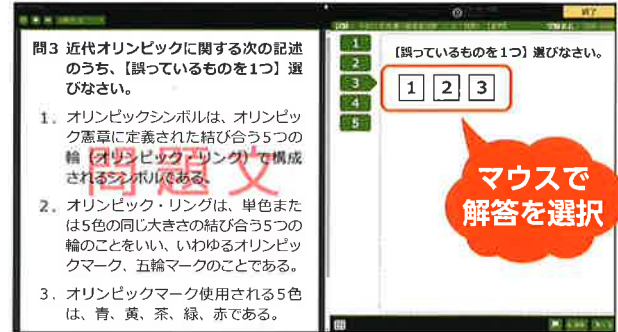 終了
問3 近代オリンピックに関する次の記述
のうち、【誤っているものを1つ】選
びなさい。
1. オリンピックシンボルは、オリンピッ
ク憲章に定義された結び合う5つの
輪（オリンピック・リング）で構成
されるシンボルである。
問題文
2. オリンピック・リングは、単色また
は5色の同じ大きさの結び合う5つの
輪のことをいい、いわゆるオリンピッ
クマーク、五輪マークのことである。
3. オリンピックマーク使用される5色
は、青、黄、茶、緑、赤である。
1
2
3
4
5
【誤っているものを1つ】選びなさい。
1 2 3
マウスで
解答を選択